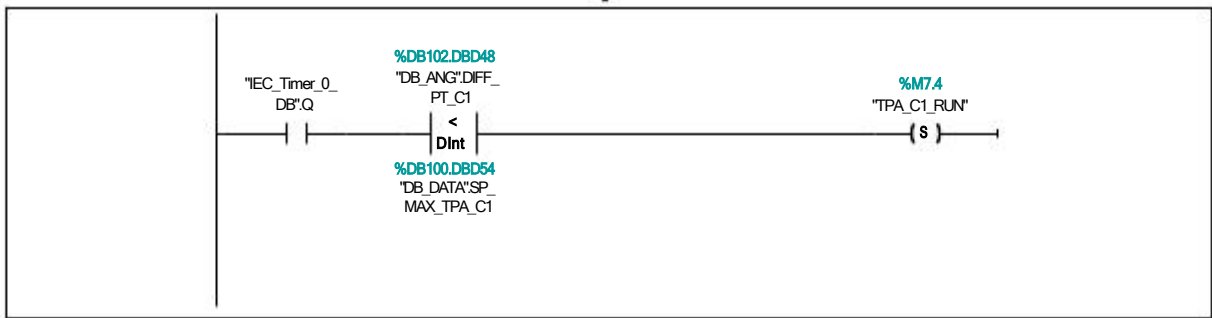 %DB102.DBD48
"DB_ANG".DIFF_
PT_C1
"IEC_Timer_0_
DB".Q
%M7.4
"TPA_C1_RUN"
<
DInt
S
%DB100.DBD54
"DB_DATA".SP_
MAX_TPA_C1